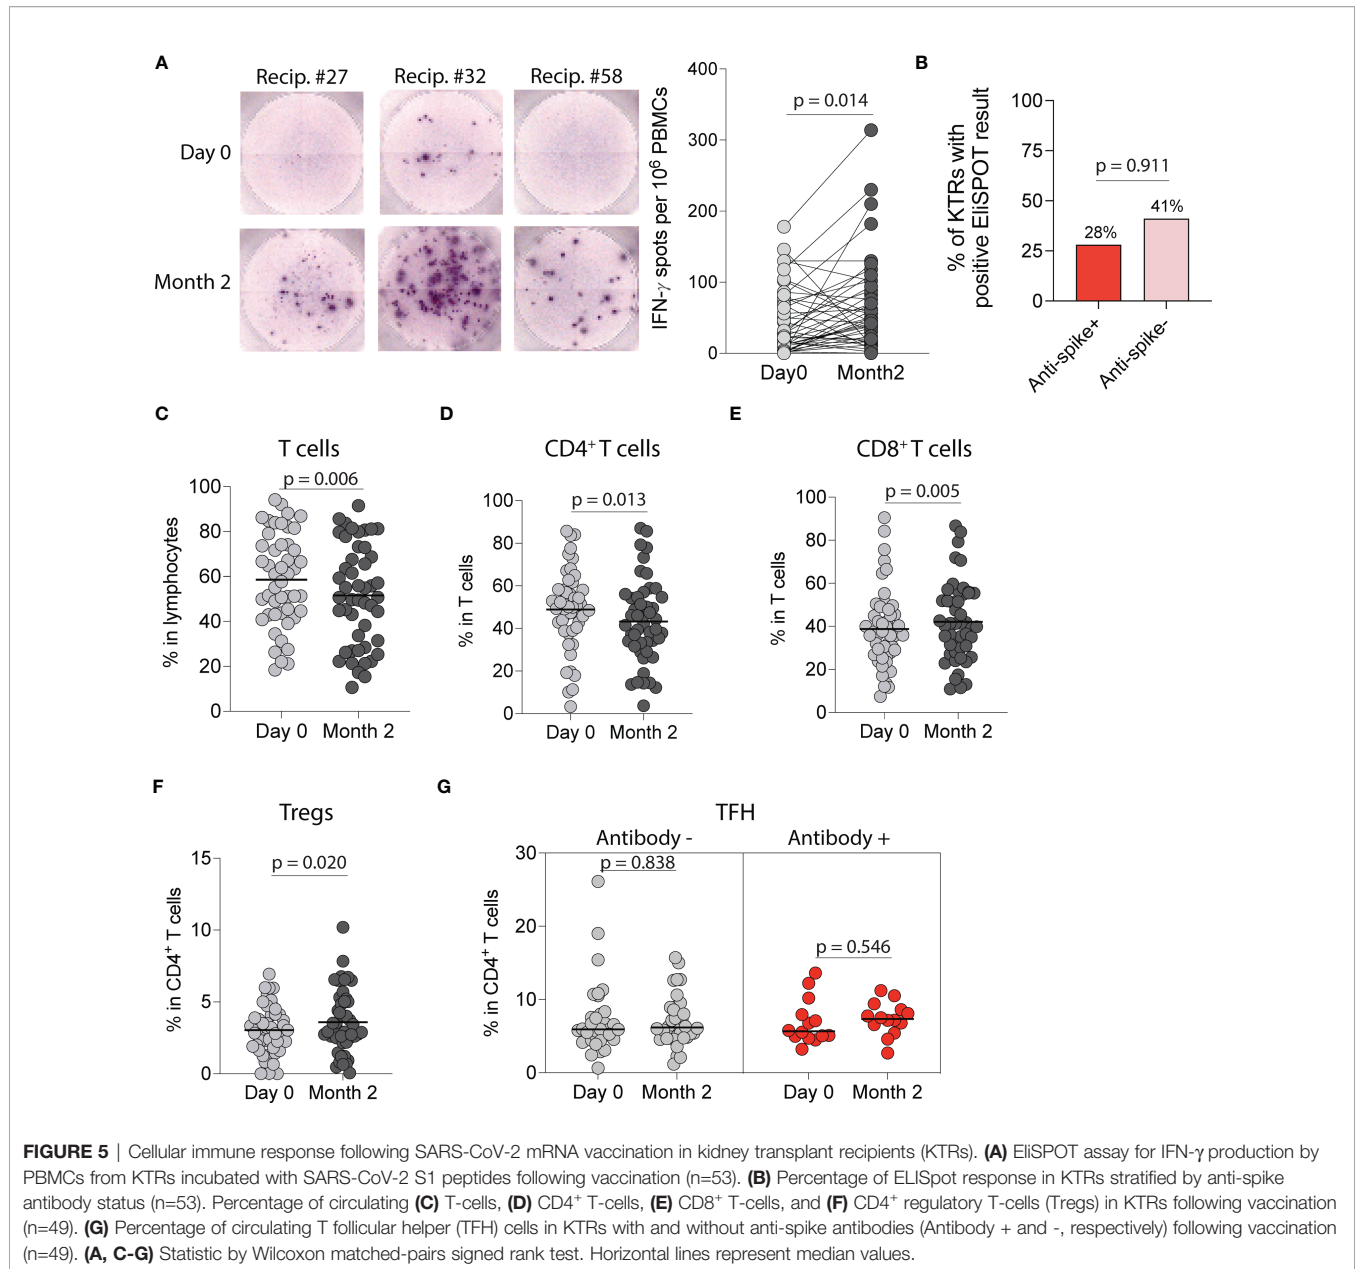 A
Recip. #27
Recip. #32
Recip. #58
Day 0
Month 2
IFN-γ spots per 10⁶ PBMCs
400
300
200
100
0
p = 0.014
Day0
Month2
B
% of KTRs with
positive EliSPOT result
100
75
50
25
0
p = 0.911
28%
41%
Anti-spike+
Anti-spike-
C
T cells
p = 0.006
% in lymphocytes
100
80
60
40
20
0
Day 0
Month 2
D
CD4⁺ T cells
p = 0.013
% in T cells
100
80
60
40
20
0
Day 0
Month 2
E
CD8⁺ T cells
p = 0.005
% in T cells
100
80
60
40
20
0
Day 0
Month 2
F
Tregs
p = 0.020
% in CD4⁺ T cells
15
10
5
0
Day 0
Month 2
G
TFH
Antibody -
Antibody +
p = 0.838
p = 0.546
% in CD4⁺ T cells
30
20
10
0
Day 0
Month 2
Day 0
Month 2
FIGURE 5 | Cellular immune response following SARS-CoV-2 mRNA vaccination in kidney transplant recipients (KTRs). (A) EliSPOT assay for IFN-γ production by
PBMCs from KTRs incubated with SARS-CoV-2 S1 peptides following vaccination (n=53). (B) Percentage of ELISpot response in KTRs stratified by anti-spike
antibody status (n=53). Percentage of circulating (C) T-cells, (D) CD4⁺ T-cells, (E) CD8⁺ T-cells, and (F) CD4⁺ regulatory T-cells (Tregs) in KTRs following vaccination
(n=49). (G) Percentage of circulating T follicular helper (TFH) cells in KTRs with and without anti-spike antibodies (Antibody + and -, respectively) following vaccination
(n=49). (A, C-G) Statistic by Wilcoxon matched-pairs signed rank test. Horizontal lines represent median values.